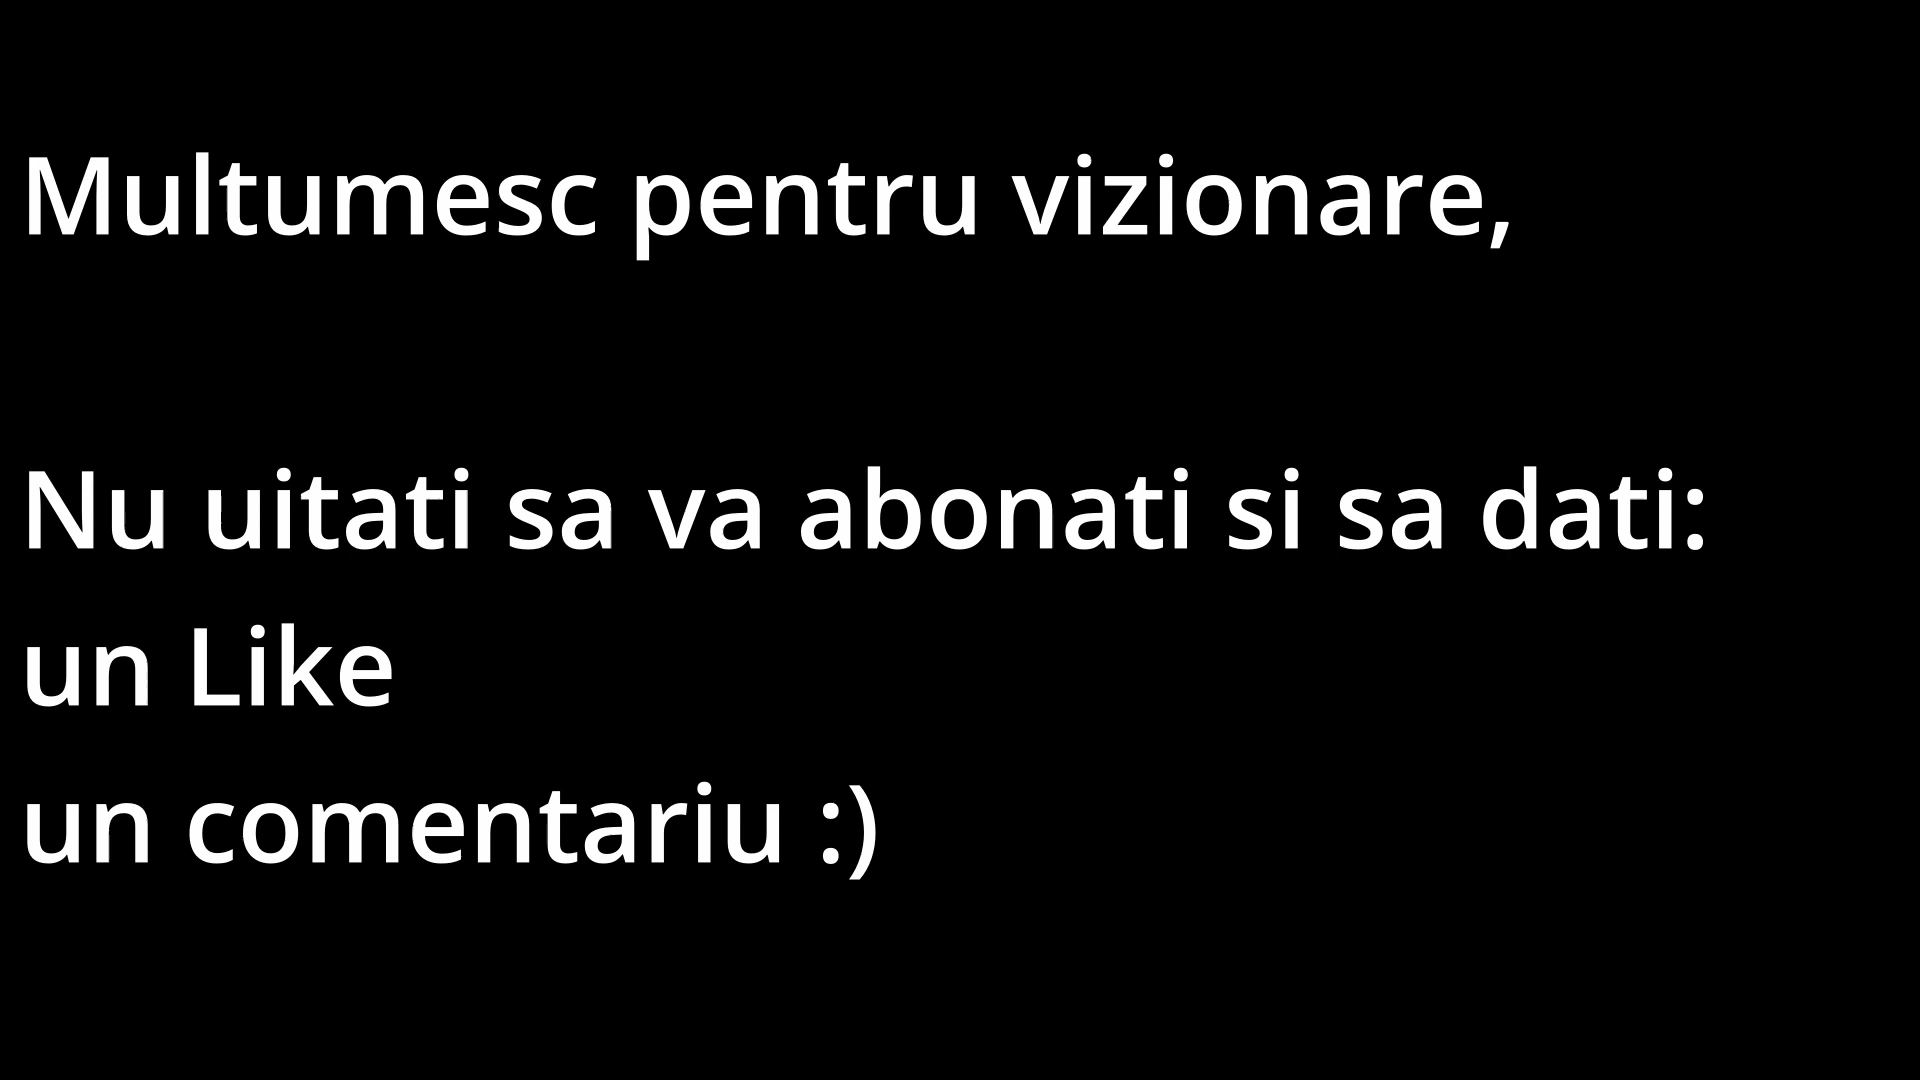 Multumesc pentru vizionare,
Nu uitati sa va abonati si sa dati:
un Like
un comentariu :)